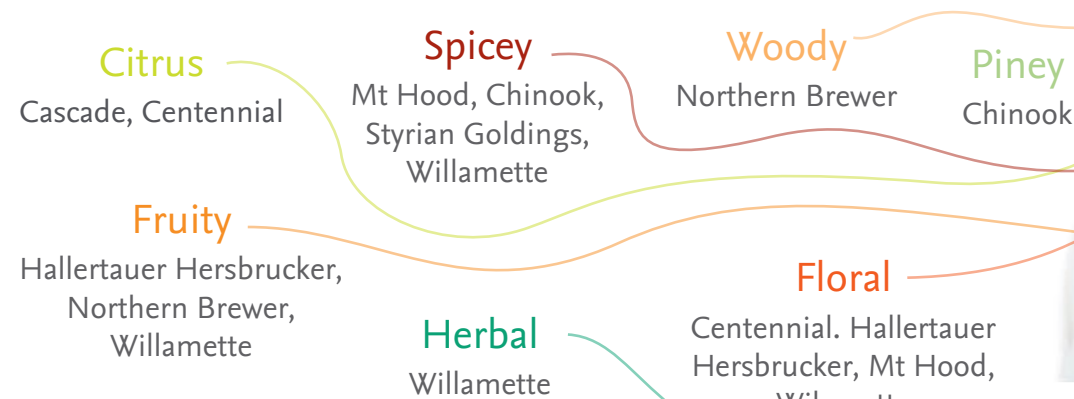 Citrus
Cascade, Centennial
Spicey
Mt Hood, Chinook,
Styrian Goldings,
Willamette
Woody
Northern Brewer
Piney
Chinook
Fruity
Hallertauer Hersbrucker,
Northern Brewer,
Willamette
Herbal
Willamette
Floral
Centennial. Hallertauer
Hersbrucker, Mt Hood,